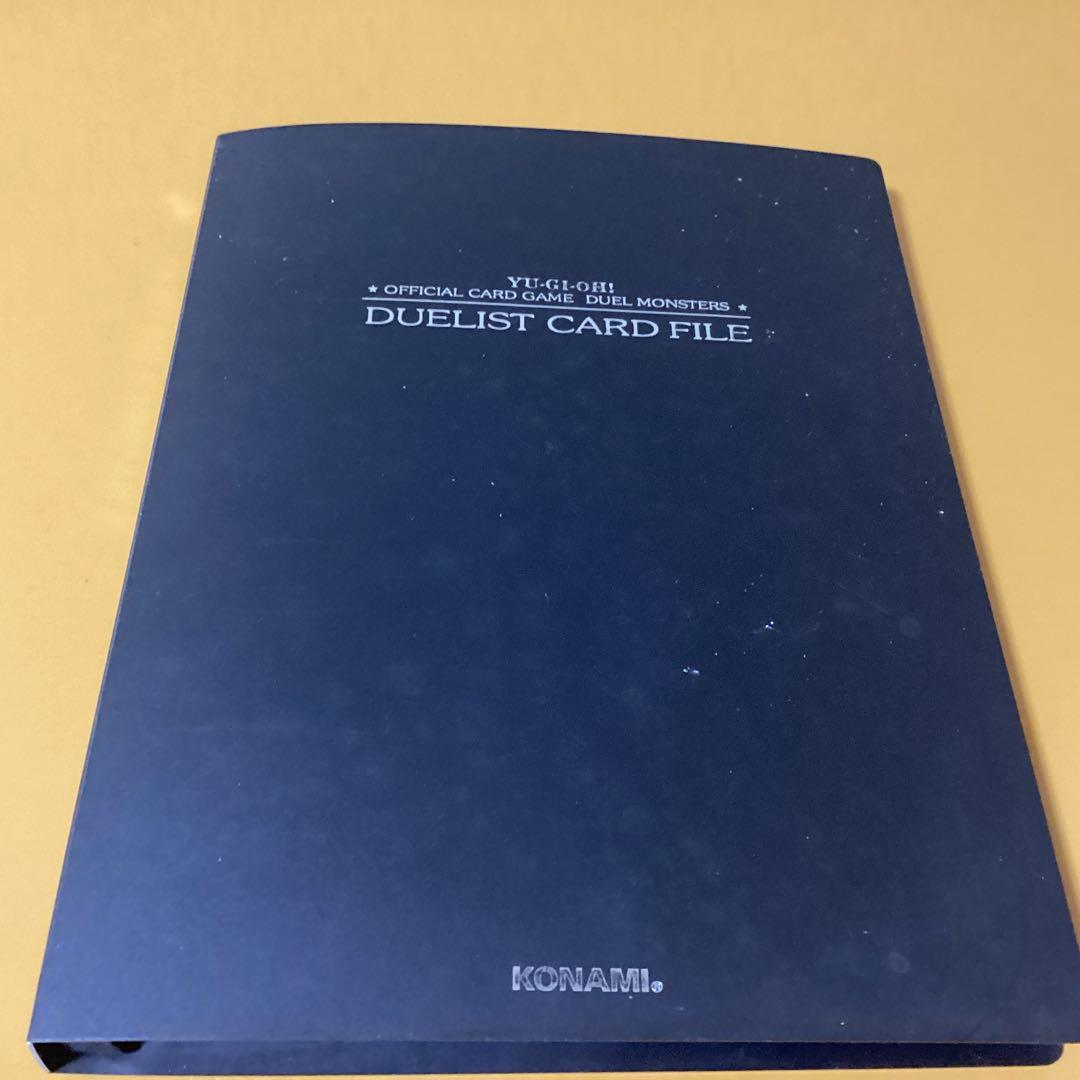 YU-GI-OH!
★ OFFICIAL CARD GAME DUEL MONSTERS ★
DUELIST CARD FILE
KONAMI®